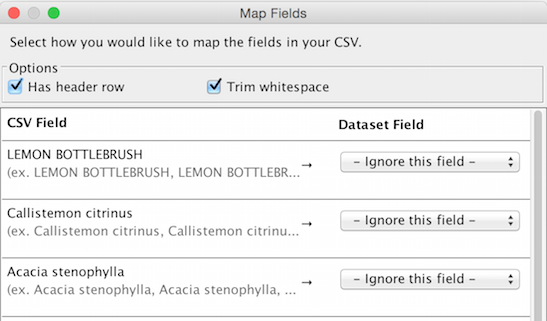 Map Fields
Select how you would like to map the fields in your CSV.
Options
Has header row Trim whitespace
CSV Field Dataset Field
LEMON BOTTLEBRUSH
(ex. LEMON BOTTLEBRUSH, LEMON BOTTLEBR... → – Ignore this field –
Callistemon citrinus
(ex. Callistemon citrinus, Callistemon citrinu... → – Ignore this field –
Acacia stenophylla
(ex. Acacia stenophylla, Acacia stenophylla, ... → – Ignore this field –